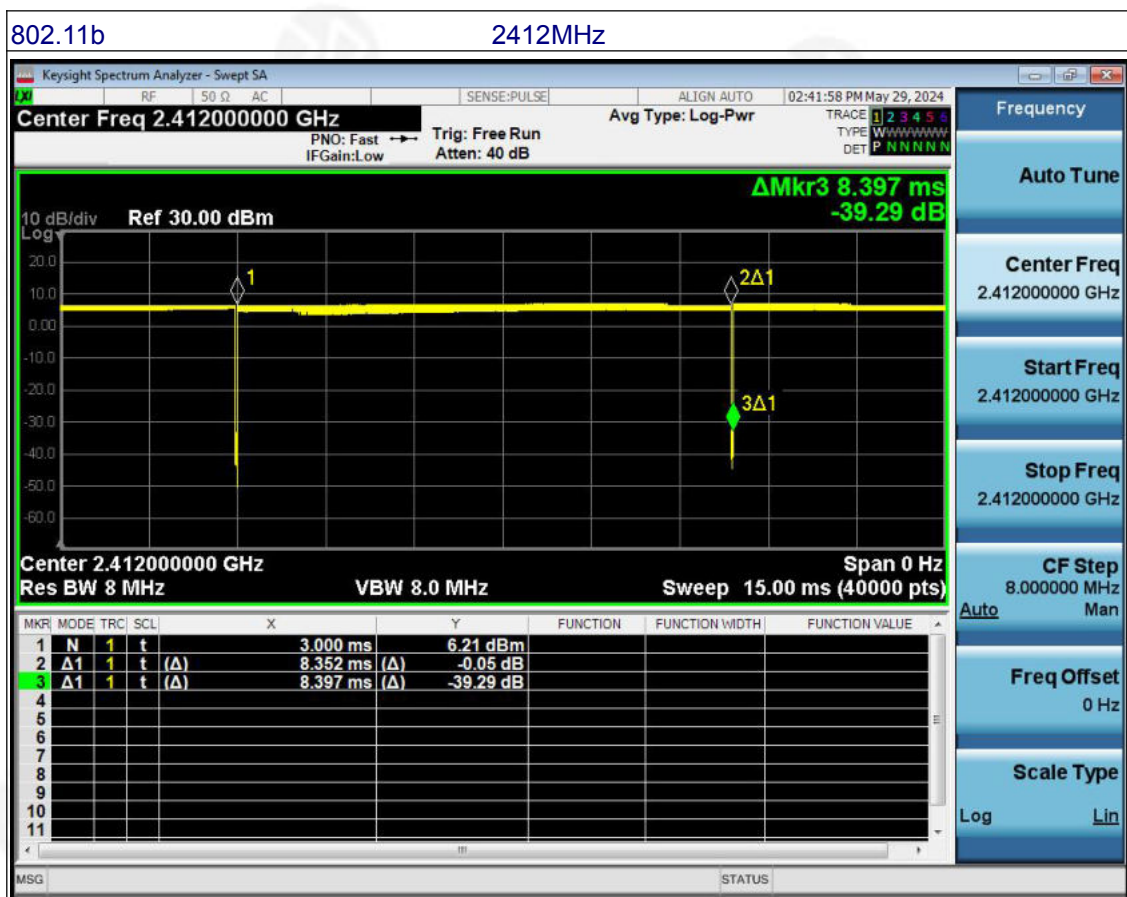 802.11b 2412MHz
Keysight Spectrum Analyzer - Swept SA
LXI RF 50 Ω AC SENSE:PULSE ALIGN AUTO 02:41:58 PM May 29, 2024
Center Freq 2.412000000 GHz Avg Type: Log-Pwr TRACE 1 2 3 4 5 6
PNO: Fast Trig: Free Run TYPE WWWWWWW
IFGain:Low Atten: 40 dB DET P N N N N N
ΔMkr3 8.397 ms
-39.29 dB
10 dB/div Ref 30.00 dBm
Log
20.0
10.0
0.00
-10.0
-20.0
-30.0
-40.0
-50.0
-60.0
1
2Δ1
3Δ1
Center 2.412000000 GHz Span 0 Hz
Res BW 8 MHz VBW 8.0 MHz Sweep 15.00 ms (40000 pts)
MKR MODE TRC SCL X Y FUNCTION FUNCTION WIDTH FUNCTION VALUE
1 N 1 t 3.000 ms 6.21 dBm
2 Δ1 1 t (Δ) 8.352 ms (Δ) -0.05 dB
3 Δ1 1 t (Δ) 8.397 ms (Δ) -39.29 dB
4
5
6
7
8
9
10
11
MSG STATUS
Frequency
Auto Tune
Center Freq
2.412000000 GHz
Start Freq
2.412000000 GHz
Stop Freq
2.412000000 GHz
CF Step
8.000000 MHz
Auto Man
Freq Offset
0 Hz
Scale Type
Log Lin